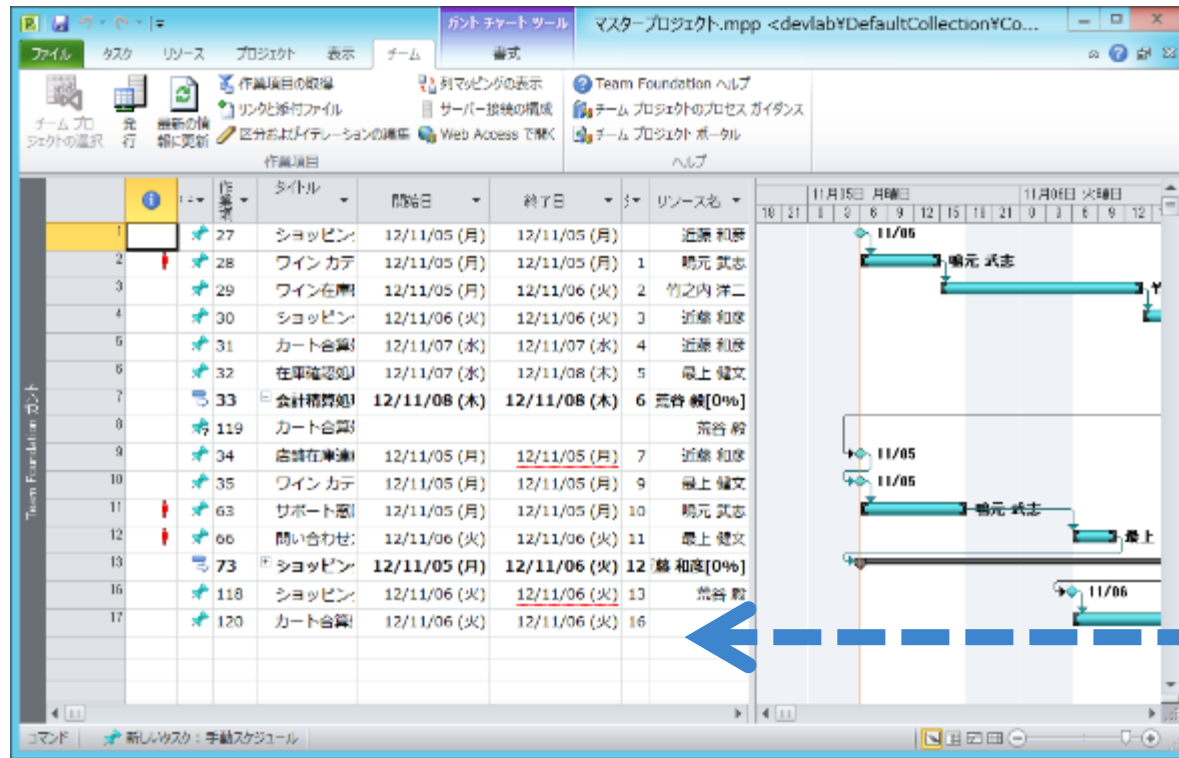 ガント チャート ツール
マスタープロジェクト.mpp <devlab¥DefaultCollection¥Co...
ファイル タスク リソース プロジェクト 表示 チーム 書式
チーム プロジェクトの選択
発行
最新の情報に更新
作業項目の取得
リンクと添付ファイル
区分およびイテレーションの編集
列マッピングの表示
サーバー接続の構成
Web Access で開く
作業項目
Team Foundation ヘルプ
チーム プロジェクトのプロセス ガイダンス
チーム プロジェクト ポータル
ヘルプ
Team Foundation ガント
タイトル 開始日 終了日 リソース名
1 27 ショッピン 12/11/05 (月) 12/11/05 (月) 近藤 和彦
2 28 ワイン カテ 12/11/05 (月) 12/11/05 (月) 1 鳴元 武志
3 29 ワイン在庫 12/11/05 (月) 12/11/06 (火) 2 竹之内 洋二
4 30 ショッピン 12/11/06 (火) 12/11/06 (火) 3 近藤 和彦
5 31 カート合算 12/11/07 (水) 12/11/07 (水) 4 近藤 和彦
6 32 在庫確認処 12/11/07 (水) 12/11/08 (木) 5 最上 健文
7 33 会計精算処 12/11/08 (木) 12/11/08 (木) 6 荒谷 毅[0%]
8 119 カート合算 荒谷 毅
9 34 店舗在庫連 12/11/05 (月) 12/11/05 (月) 7 近藤 和彦
10 35 ワイン カテ 12/11/05 (月) 12/11/05 (月) 9 最上 健文
11 63 サポート窓 12/11/05 (月) 12/11/05 (月) 10 鳴元 武志
12 66 問い合わせ 12/11/06 (火) 12/11/06 (火) 11 最上 健文
13 73 ショッピン 12/11/05 (月) 12/11/06 (火) 12 藤 和彦[0%]
16 118 ショッピン 12/11/06 (火) 12/11/06 (火) 13 荒谷 毅
17 120 カート合算 12/11/06 (火) 12/11/06 (火) 16
11月05日 月曜日 11月06日 火曜日
18 21 0 3 6 9 12 15 18 21 0 3 6 9 12
11/05
鳴元 武志
11/05
11/05
鳴元 武志
最上
11/06
コマンド 新しいタスク : 手動スケジュール